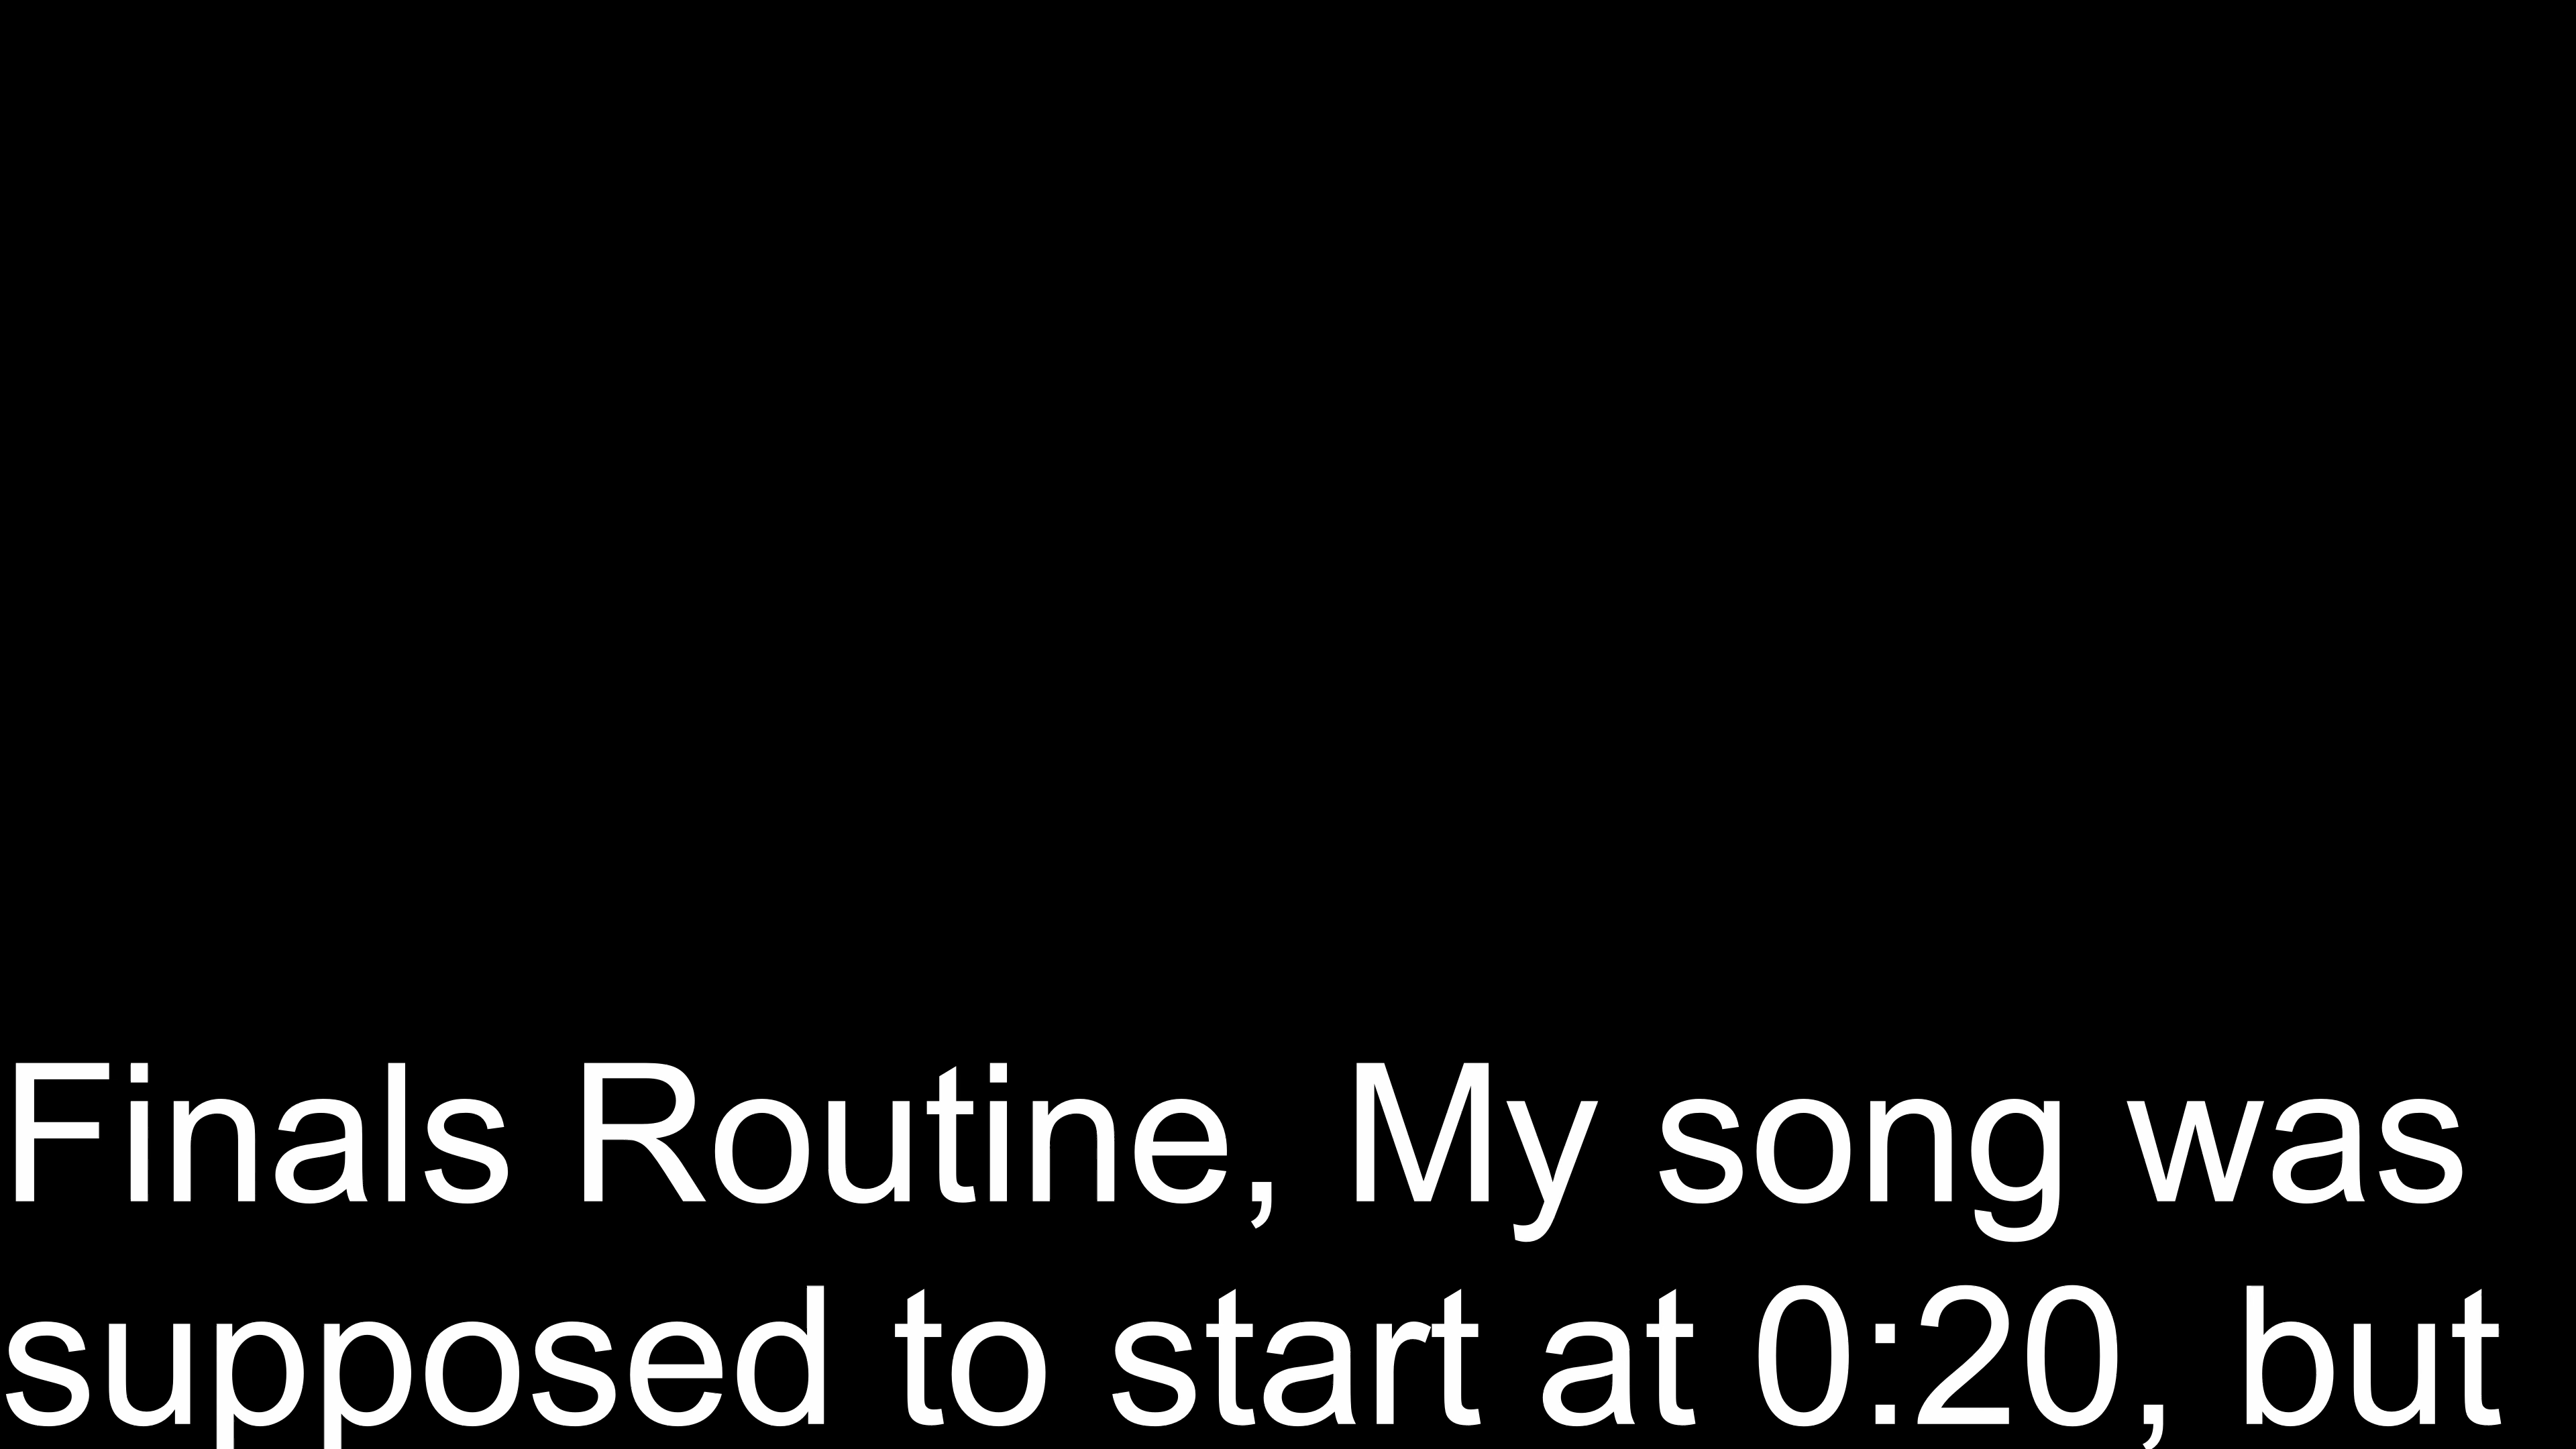 Finals Routine, My song was
supposed to start at 0:20, but